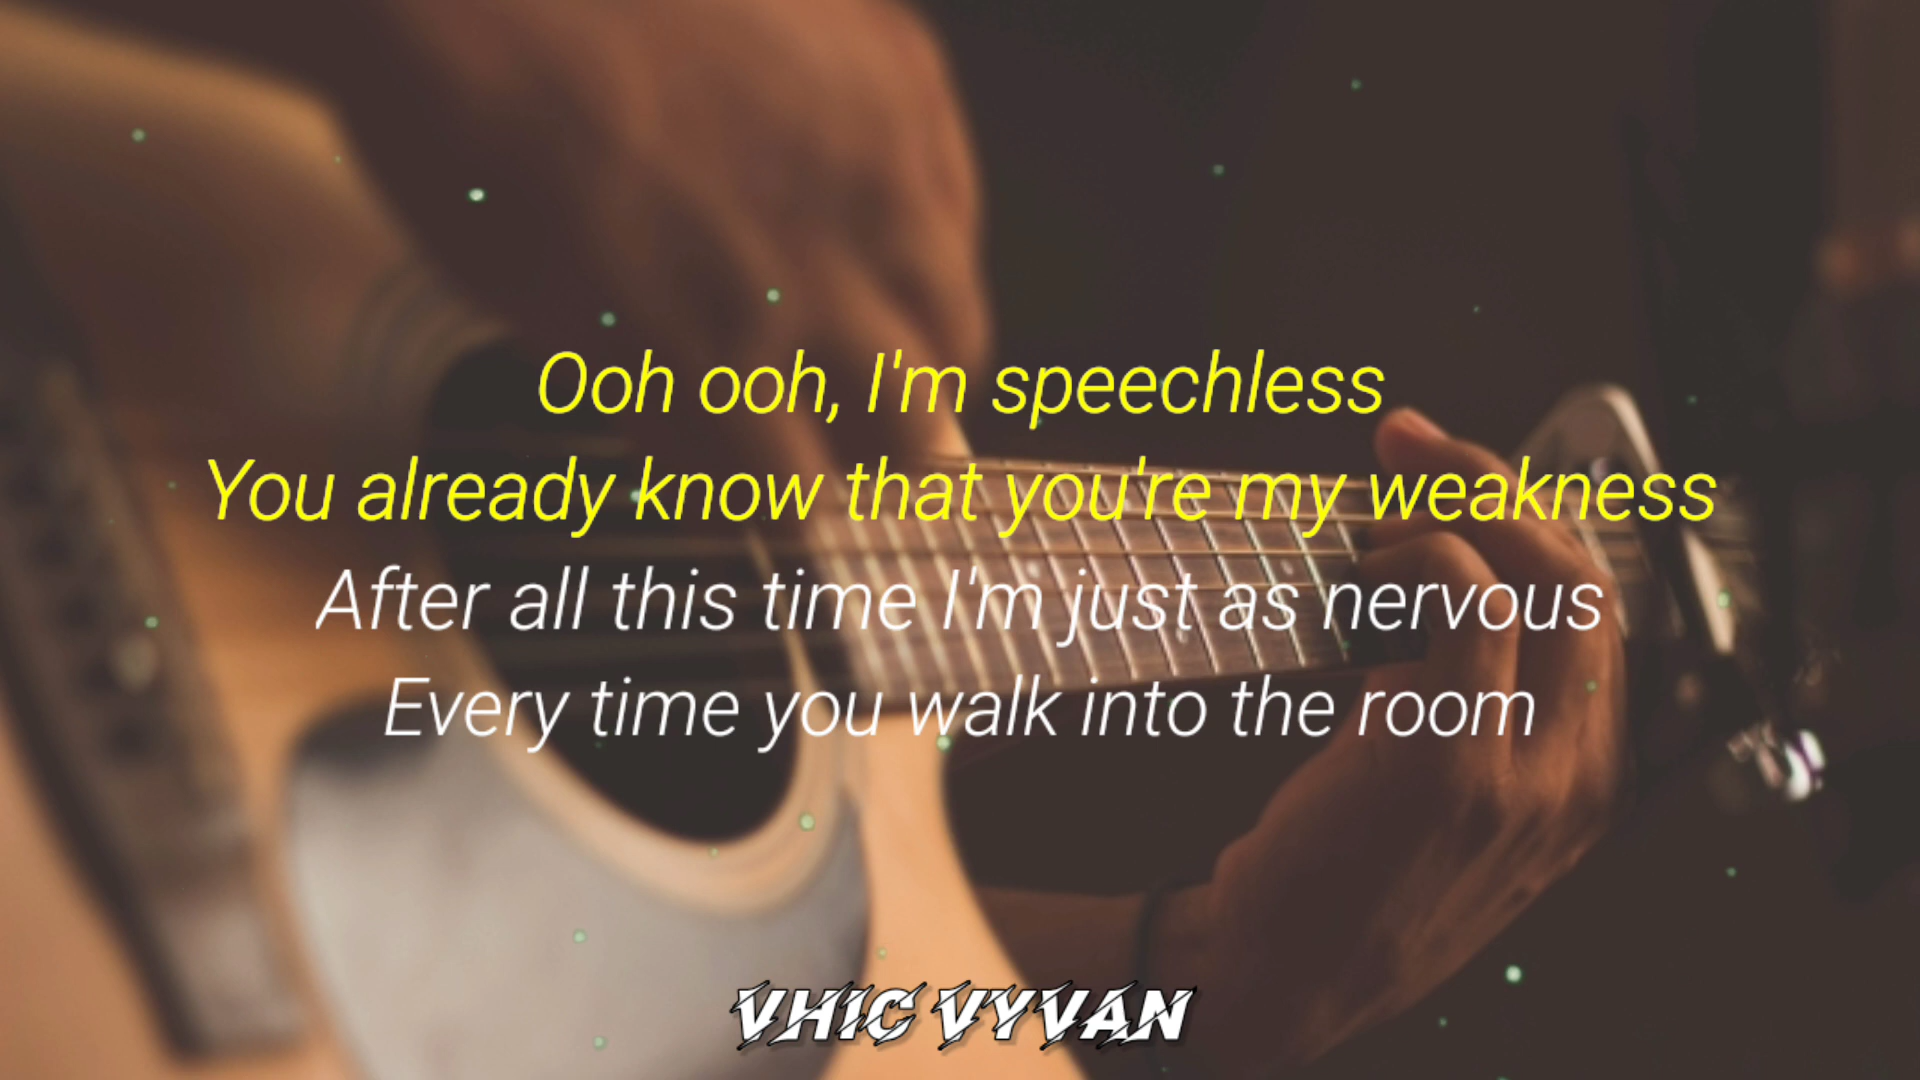 Ooh ooh, I'm speechless
You already know that you're my weakness
After all this time I'm just as nervous
Every time you walk into the room
VHIC VYVAN